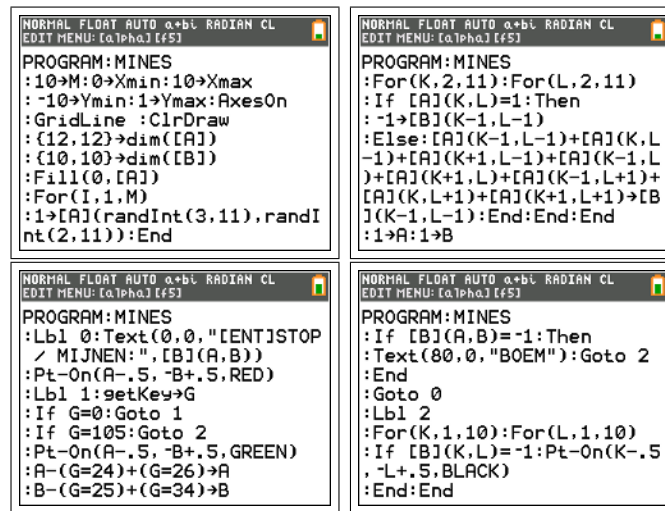 NORMAL FLOAT AUTO a+bi RADIAN CL
EDIT MENU: [alpha] [f5]
PROGRAM:MINES
:10→M:0→Xmin:10→Xmax
:⁻10→Ymin:1→Ymax:AxesOn
:GridLine :ClrDraw
:{12,12}→dim([A])
:{10,10}→dim([B])
:Fill(0,[A])
:For(I,1,M)
:1→[A](randInt(3,11),randI
nt(2,11)):End
NORMAL FLOAT AUTO a+bi RADIAN CL
EDIT MENU: [alpha] [f5]
PROGRAM:MINES
:For(K,2,11):For(L,2,11)
:If [A](K,L)=1:Then
:⁻1→[B](K-1,L-1)
:Else:[A](K-1,L-1)+[A](K,L
-1)+[A](K+1,L-1)+[A](K-1,L
)+[A](K+1,L)+[A](K-1,L+1)+
[A](K,L+1)+[A](K+1,L+1)→[B
](K-1,L-1):End:End:End
:1→A:1→B
NORMAL FLOAT AUTO a+bi RADIAN CL
EDIT MENU: [alpha] [f5]
PROGRAM:MINES
:Lbl 0:Text(0,0,"[ENT]STOP
/ MIJNEN:",[B](A,B))
:Pt-On(A-.5,⁻B+.5,RED)
:Lbl 1:getKey→G
:If G=0:Goto 1
:If G=105:Goto 2
:Pt-On(A-.5,⁻B+.5,GREEN)
:A-(G=24)+(G=26)→A
:B-(G=25)+(G=34)→B
NORMAL FLOAT AUTO a+bi RADIAN CL
EDIT MENU: [alpha] [f5]
PROGRAM:MINES
:If [B](A,B)=⁻1:Then
:Text(80,0,"BOEM"):Goto 2
:End
:Goto 0
:Lbl 2
:For(K,1,10):For(L,1,10)
:If [B](K,L)=⁻1:Pt-On(K-.5
,⁻L+.5,BLACK)
:End:End